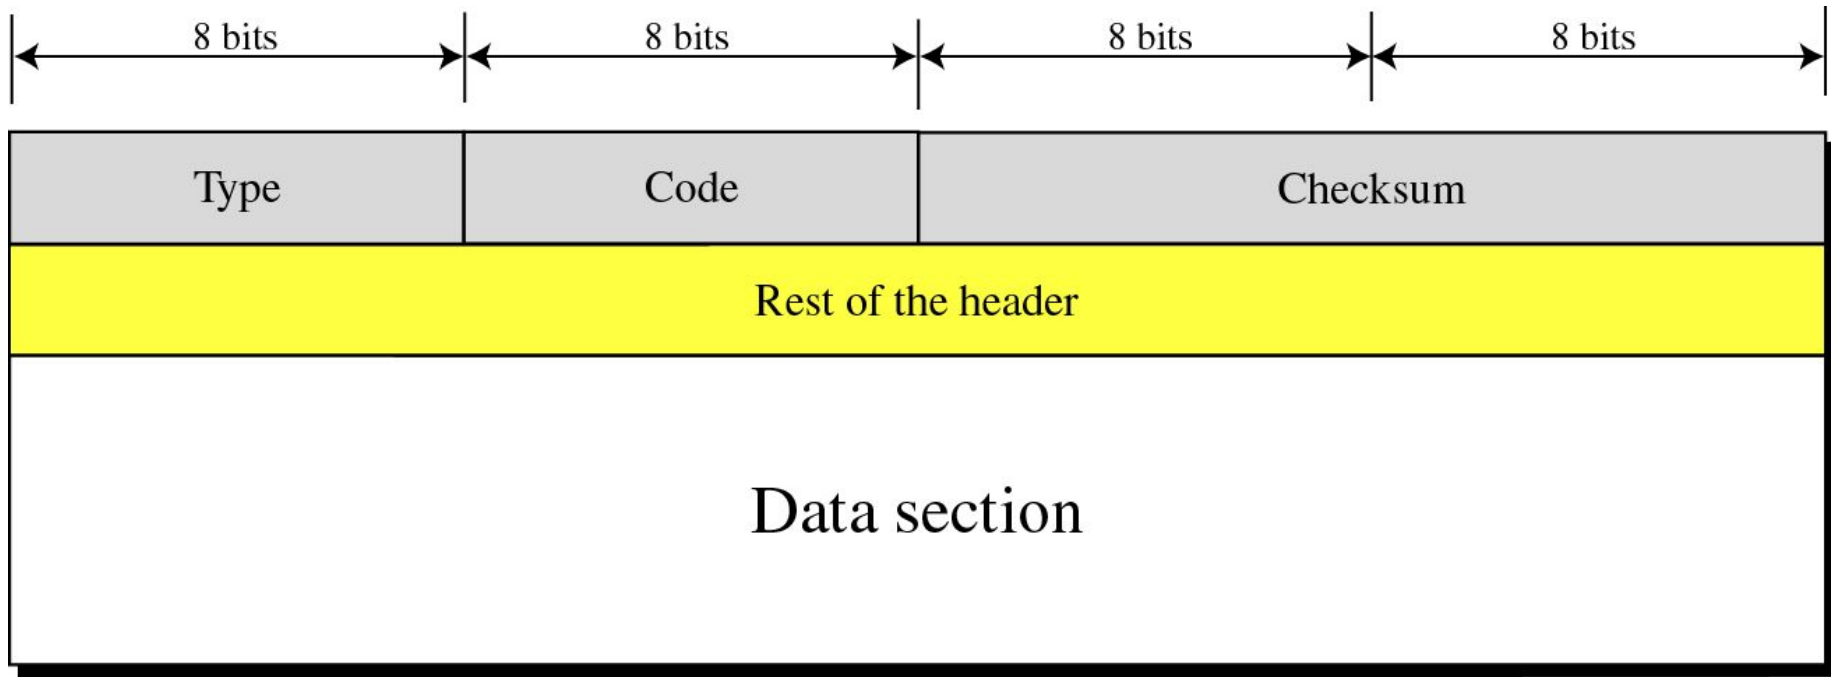 8 bits 8 bits 8 bits 8 bits
Type Code Checksum
Rest of the header
Data section